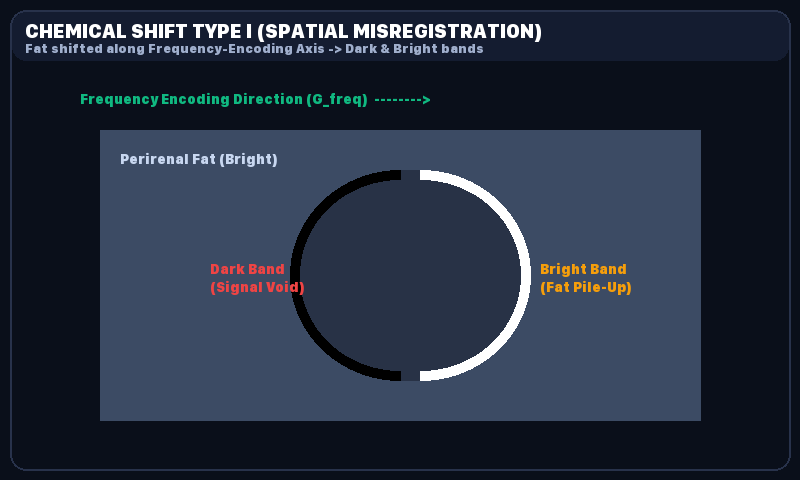 CHEMICAL SHIFT TYPE I (SPATIAL MISREGISTRATION)
Fat shifted along Frequency-Encoding Axis -> Dark & Bright bands
Frequency Encoding Direction (G_freq) -------->
Perirenal Fat (Bright)
Dark Band
(Signal Void)
Bright Band
(Fat Pile-Up)